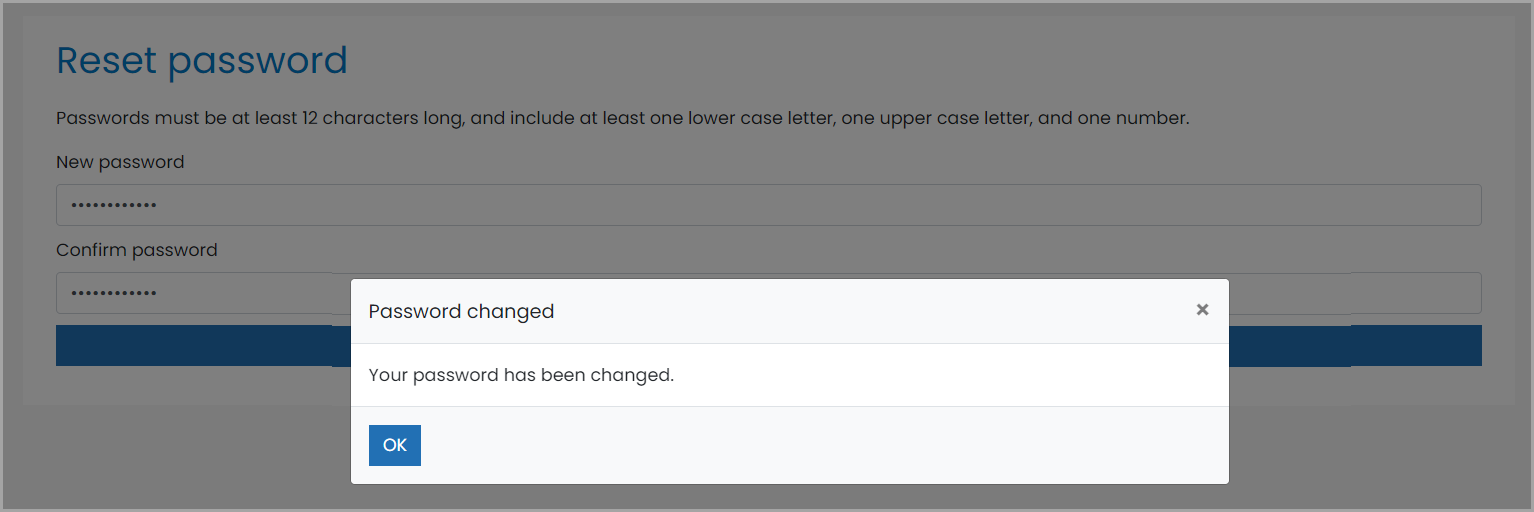 Reset password
Passwords must be at least 12 characters long, and include at least one lower case letter, one upper case letter, and one number.
New password
••••••••••••
Confirm password
••••••••••••
Password changed ×
Your password has been changed.
OK